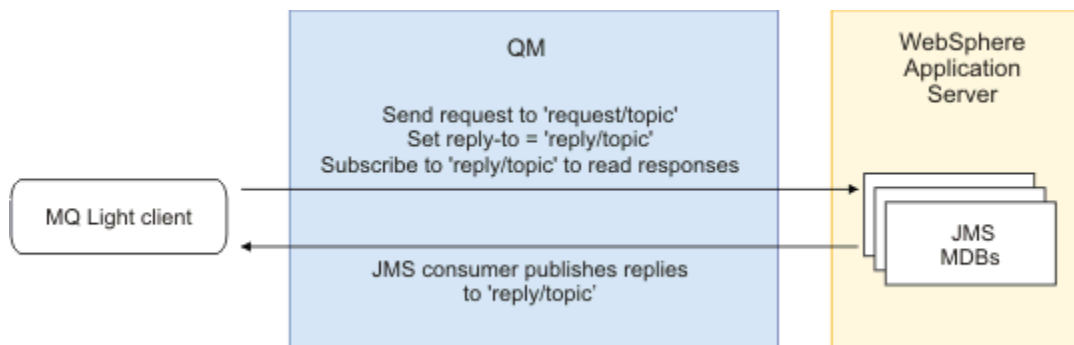 QM
WebSphere
Application
Server
Send request to 'request/topic'
Set reply-to = 'reply/topic'
Subscribe to 'reply/topic' to read responses
MQ Light client
JMS
MDBs
JMS consumer publishes replies
to 'reply/topic'